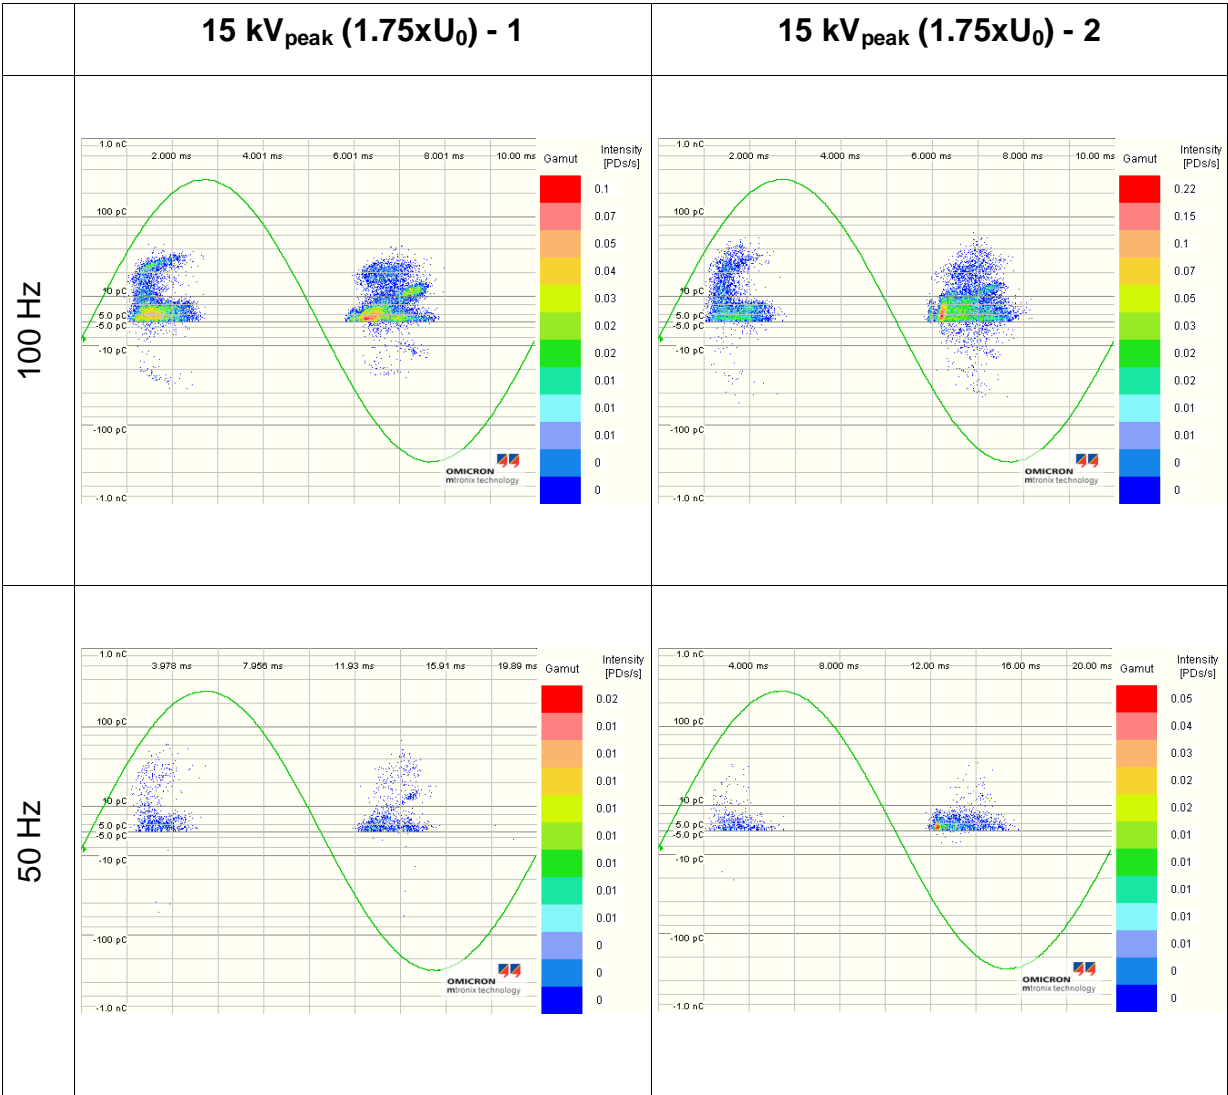 15 kVpeak (1.75xU0) - 1
15 kVpeak (1.75xU0) - 2
100 Hz
1.0 nC
2.000 ms 4.001 ms 6.001 ms 8.001 ms 10.00 ms
100 pC
10 pC
5.0 pC
-5.0 pC
-10 pC
-100 pC
-1.0 nC
OMICRON
mtronix technology
Gamut
Intensity
[PDs/s]
0.1
0.07
0.05
0.04
0.03
0.02
0.02
0.01
0.01
0.01
0
0
1.0 nC
2.000 ms 4.000 ms 6.000 ms 8.000 ms 10.00 ms
100 pC
10 pC
5.0 pC
-5.0 pC
-10 pC
-100 pC
-1.0 nC
OMICRON
mtronix technology
Gamut
Intensity
[PDs/s]
0.22
0.15
0.1
0.07
0.05
0.03
0.02
0.02
0.01
0.01
0
0
50 Hz
1.0 nC
3.978 ms 7.956 ms 11.93 ms 15.91 ms 19.89 ms
100 pC
10 pC
5.0 pC
-5.0 pC
-10 pC
-100 pC
-1.0 nC
OMICRON
mtronix technology
Gamut
Intensity
[PDs/s]
0.02
0.01
0.01
0.01
0.01
0.01
0.01
0.01
0.01
0
0
0
1.0 nC
4.000 ms 8.000 ms 12.00 ms 16.00 ms 20.00 ms
100 pC
10 pC
5.0 pC
-5.0 pC
-10 pC
-100 pC
-1.0 nC
OMICRON
mtronix technology
Gamut
Intensity
[PDs/s]
0.05
0.04
0.03
0.02
0.02
0.01
0.01
0.01
0.01
0.01
0
0